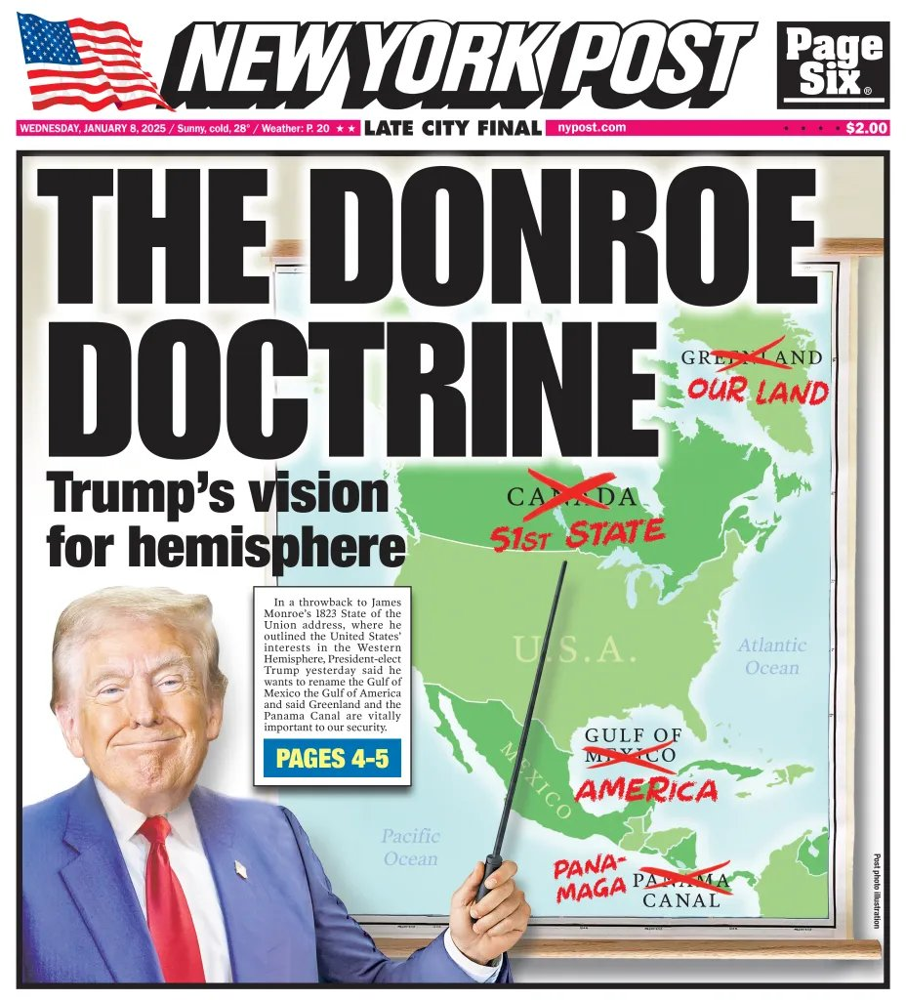 NEW YORK POST
Page
Six®
WEDNESDAY, JANUARY 8, 2025 / Sunny, cold, 28° / Weather: P. 20 ★★ LATE CITY FINAL nypost.com • • • • $2.00
THE DONROE
DOCTRINE
Trump's vision
for hemisphere
In a throwback to James
Monroe's 1823 State of the
Union address, where he
outlined the United States'
interests in the Western
Hemisphere, President-elect
Trump yesterday said he
wants to rename the Gulf of
Mexico the Gulf of America
and said Greenland and the
Panama Canal are vitally
important to our security.
PAGES 4-5
GREENLAND
OUR LAND
CANADA
51ST STATE
U.S.A.
Atlantic
Ocean
GULF OF
MEXICO
AMERICA
MEXICO
Pacific
Ocean
PANA-
MAGA
PANAMA
CANAL
Post photo illustration